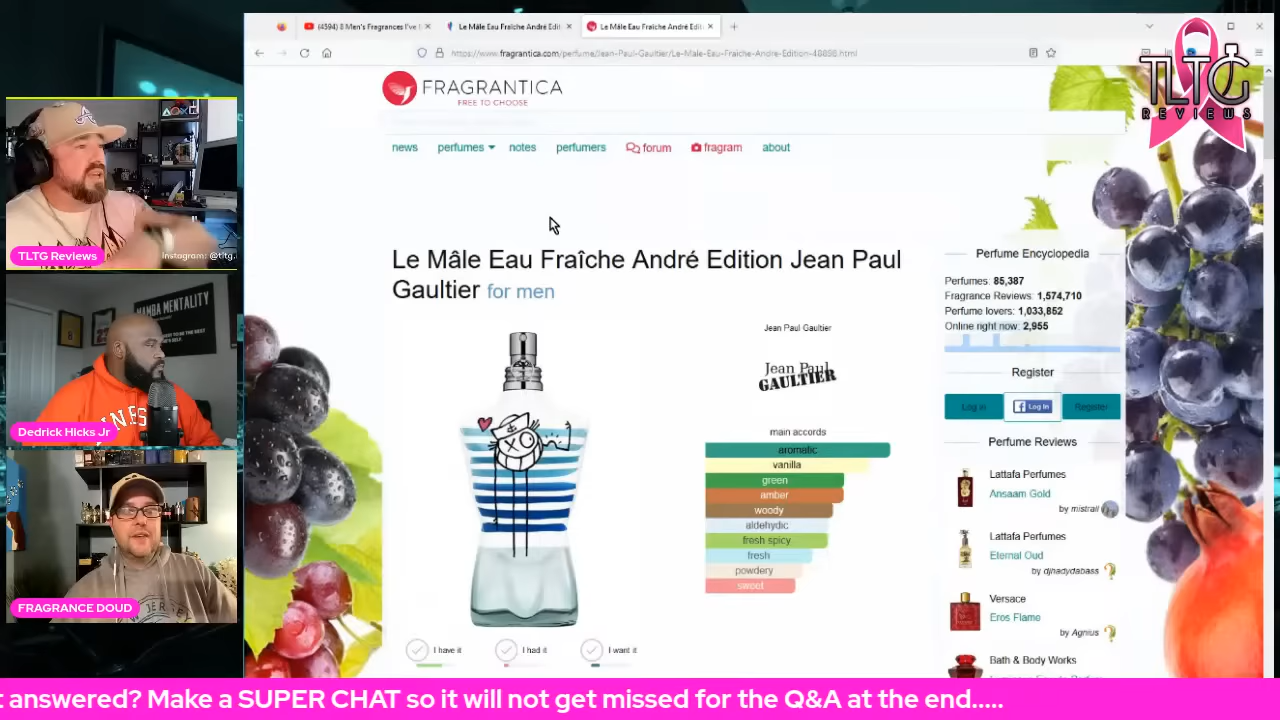 (4394) 8 Men's Fragrances I've
Le Mâle Eau Fraîche André Edit
Le Mâle Eau Fraîche André Edit
https://www.fragrantica.com/perfume/Jean-Paul-Gaultier/Le-Male-Eau-Fraiche-Andre-Edition-48858.html
TLTG
REVIEWS
FRAGRANTICA
FREE TO CHOOSE
news
perfumes
notes
perfumers
forum
fragram
about
Le Mâle Eau Fraîche André Edition Jean Paul
Gaultier for men
Jean Paul Gaultier
Jean Paul
GAULTIER
main accords
aromatic
vanilla
green
amber
woody
aldehydic
fresh spicy
fresh
powdery
sweet
I have it
I had it
I want it
Perfume Encyclopedia
Perfumes: 85,387
Fragrance Reviews: 1,574,710
Perfume lovers: 1,033,852
Online right now: 2,955
Register
Log in
Log In
Register
Perfume Reviews
Lattafa Perfumes
Ansaam Gold
by mistrall
Lattafa Perfumes
Eternal Oud
by djhadydabass
Versace
Eros Flame
by Agnius
Bath & Body Works
TLTG Reviews
Instagram: @tltg.
MAMBA MENTALITY
Dedrick Hicks Jr
FRAGRANCE DOUD
JERSEY
t answered? Make a SUPER CHAT so it will not get missed for the Q&A at the end.....